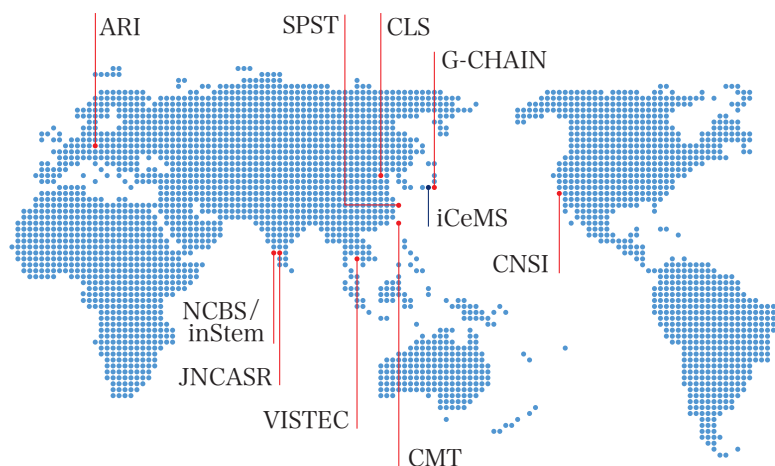 ARI
SPST
CLS
G-CHAIN
iCeMS
CNSI
NCBS/
inStem
JNCASR
VISTEC
CMT